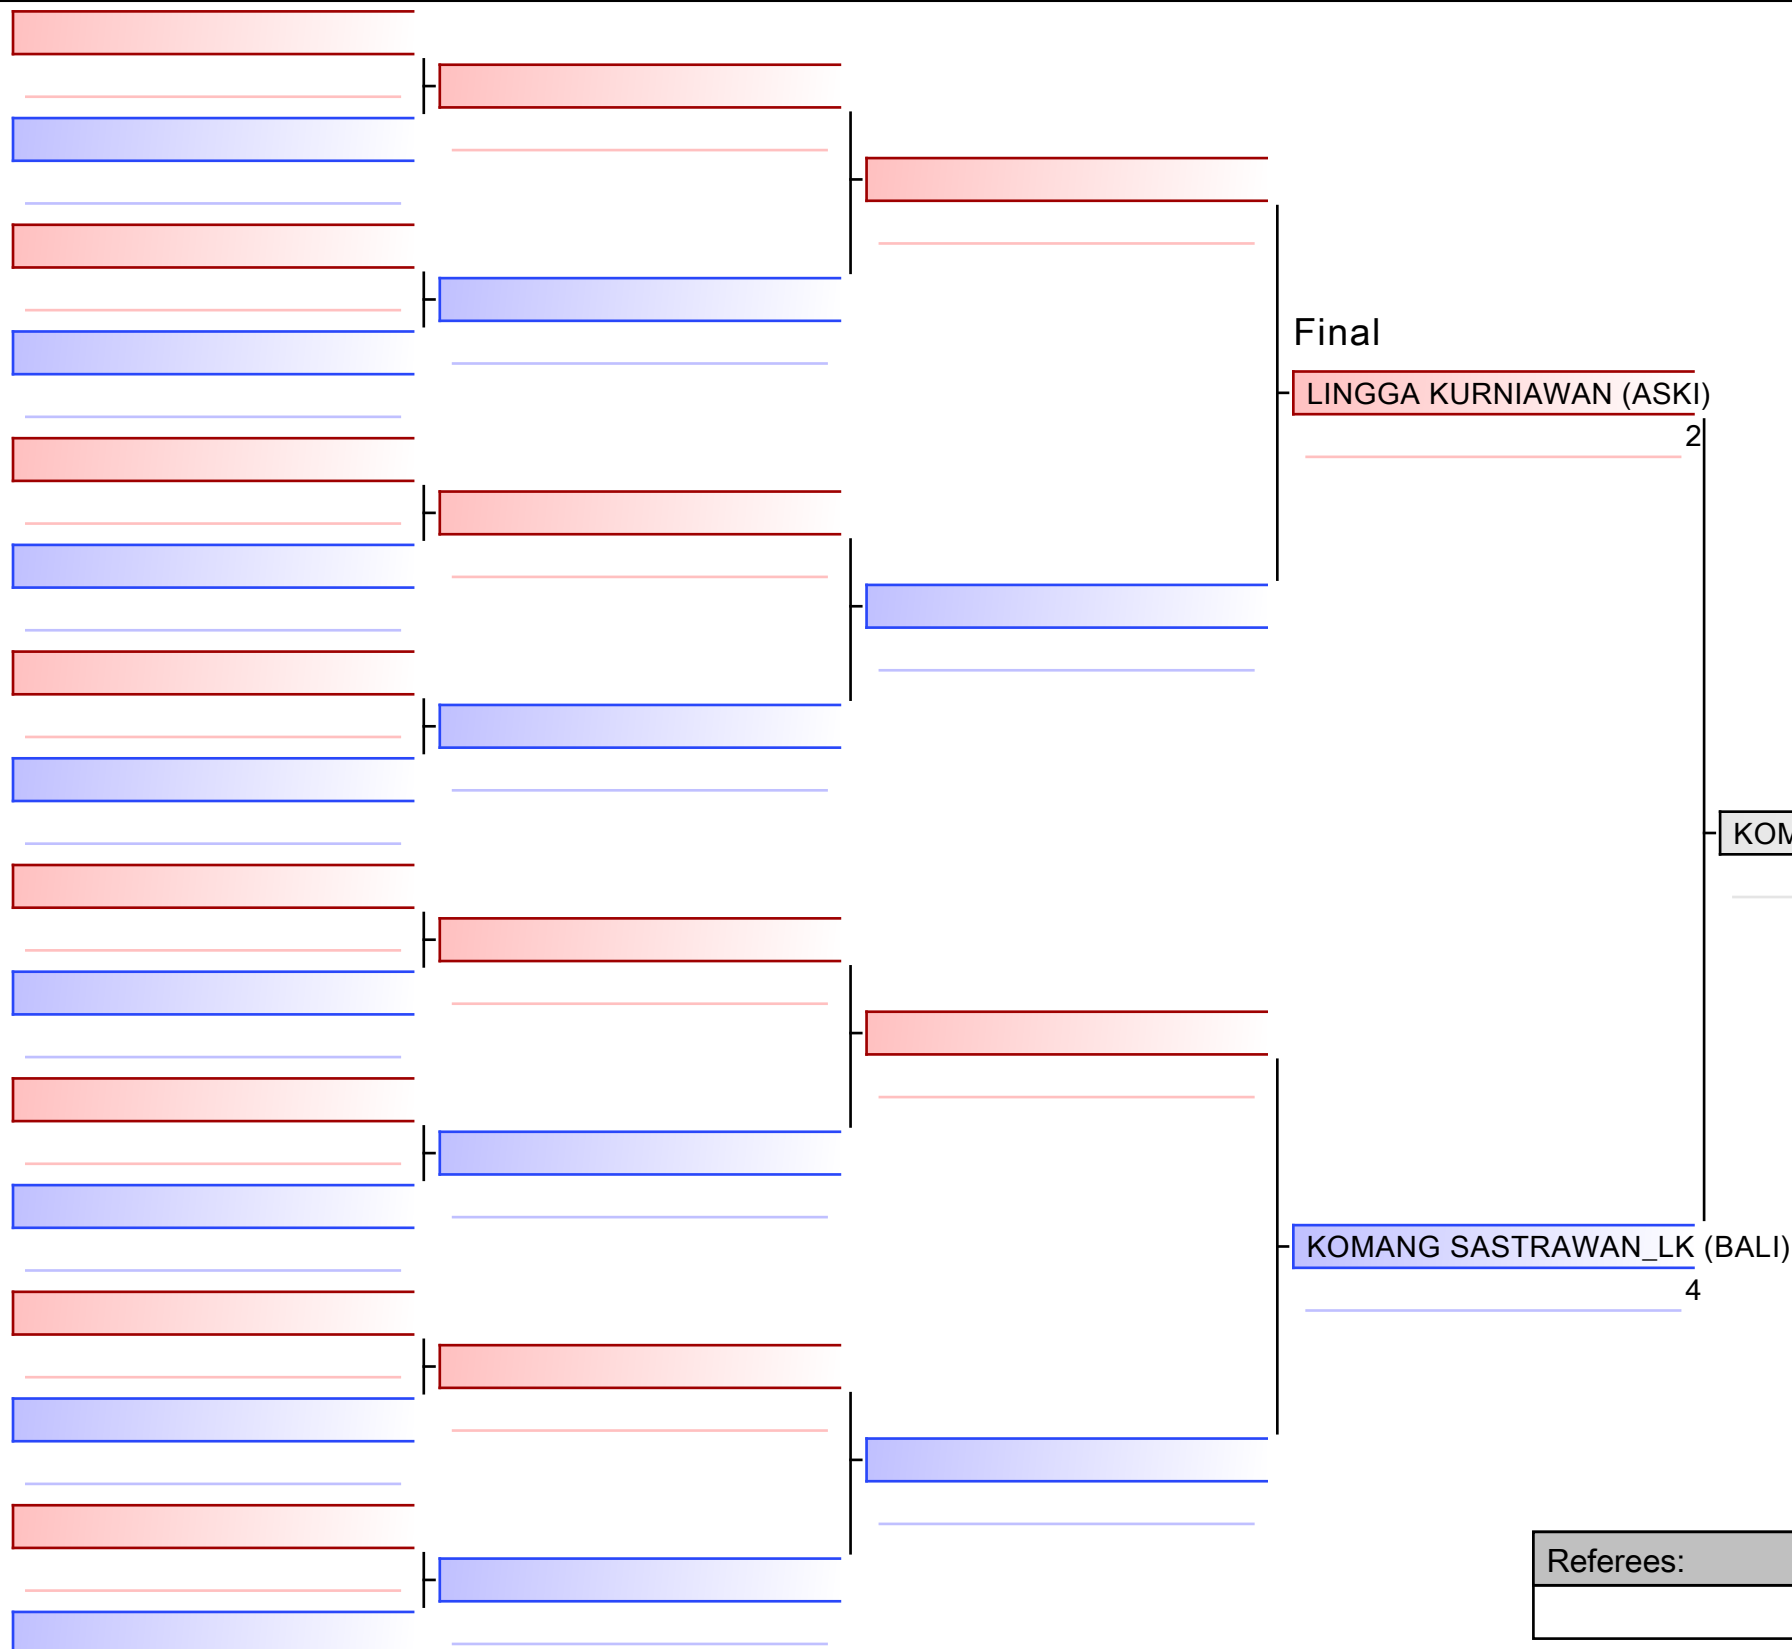 Final
LINGGA KURNIAWAN (ASKI)
2
KOM
KOMANG SASTRAWAN_LK (BALI)
4
Referees: